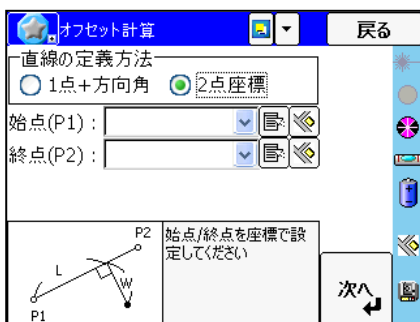 オフセット計算
戻る
直線の定義方法
1点+方向角
2点座標
始点(P1) :
終点(P2) :
P2
L
W
P1
始点/終点を座標で設
定してください
次へ